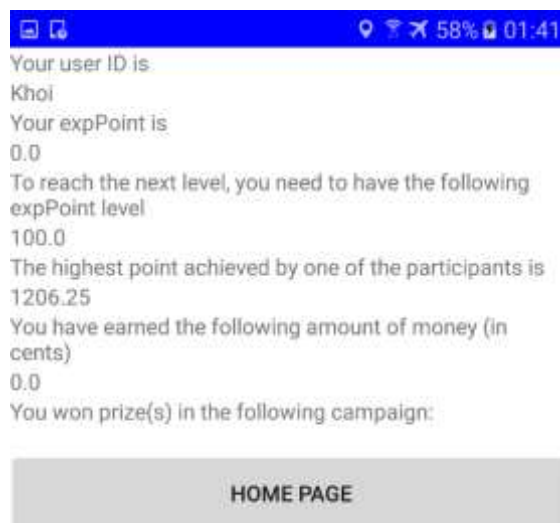 58% 01:41
Your user ID is
Khoi
Your expPoint is
0.0
To reach the next level, you need to have the following
expPoint level
100.0
The highest point achieved by one of the participants is
1206.25
You have earned the following amount of money (in
cents)
0.0
You won prize(s) in the following campaign:
HOME PAGE